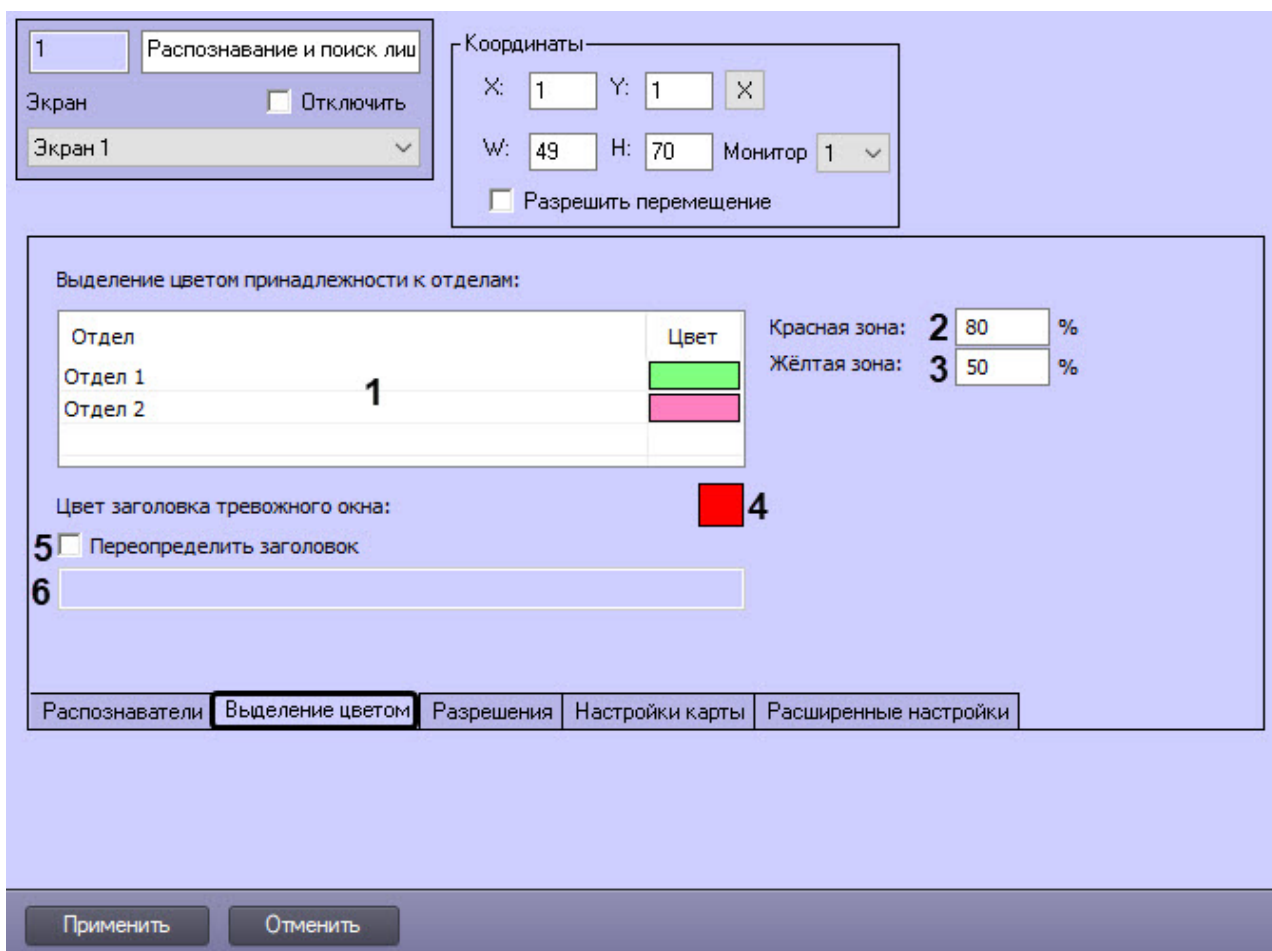 1 Распознавание и поиск лиц
Экран Отключить
Экран 1
Координаты
X: 1 Y: 1 X
W: 49 H: 70 Монитор 1
Разрешить перемещение
Выделение цветом принадлежности к отделам:
Отдел Цвет
Отдел 1
Отдел 2
1
Красная зона: 2 80 %
Жёлтая зона: 3 50 %
Цвет заголовка тревожного окна: 4
5 Переопределить заголовок
6
Распознаватели Выделение цветом Разрешения Настройки карты Расширенные настройки
Применить Отменить